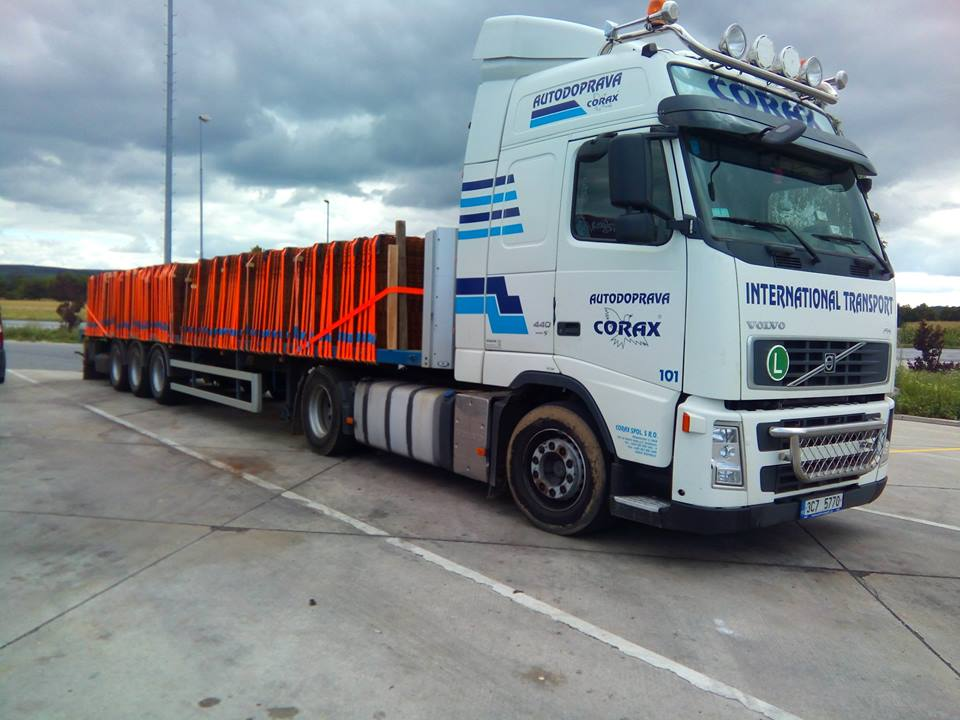 AUTODOPRAVA
CORAX
CORAX
INTERNATIONAL TRANSPORT
VOLVO
L
AUTODOPRAVA
CORAX
440
101
CORAX SPOL. S R.O.
3C7 5770